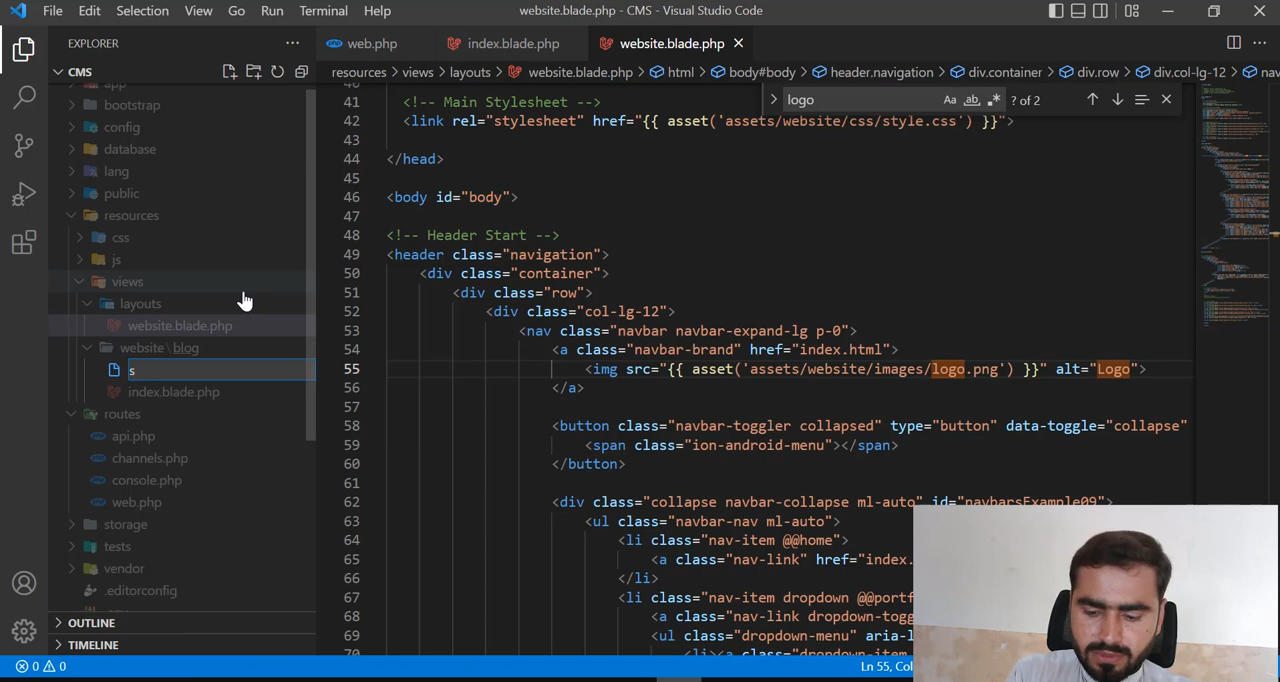 File Edit Selection View Go Run Terminal Help website.blade.php - CMS - Visual Studio Code
EXPLORER
web.php index.blade.php website.blade.php
CMS
resources > views > layouts > website.blade.php > html > body#body > header.navigation > div.container > div.row > div.col-lg-12 > nav
logo Aa ab ? of 2
app
bootstrap
config
database
lang
public
resources
css
js
views
layouts
website.blade.php
website\blog
s
index.blade.php
routes
api.php
channels.php
console.php
web.php
storage
tests
vendor
.editorconfig
OUTLINE
TIMELINE
40
41 <!-- Main Stylesheet -->
42 <link rel="stylesheet" href="{{ asset('assets/website/css/style.css') }}">
43
44 </head>
45
46 <body id="body">
47
48 <!-- Header Start -->
49 <header class="navigation">
50 <div class="container">
51 <div class="row">
52 <div class="col-lg-12">
53 <nav class="navbar navbar-expand-lg p-0">
54 <a class="navbar-brand" href="index.html">
55 <img src="{{ asset('assets/website/images/logo.png') }}" alt="Logo">
56 </a>
57
58 <button class="navbar-toggler collapsed" type="button" data-toggle="collapse"
59 <span class="ion-android-menu"></span>
60 </button>
61
62 <div class="collapse navbar-collapse ml-auto" id="navbarsExample09">
63 <ul class="navbar-nav ml-auto">
64 <li class="nav-item @@home">
65 <a class="nav-link" href="index.
66 </li>
67 <li class="nav-item dropdown @@portf
68 <a class="nav-link dropdown-togg
69 <ul class="dropdown-menu" aria-l
70 <li><a class="dropdown-item
0 0 Ln 55, Col